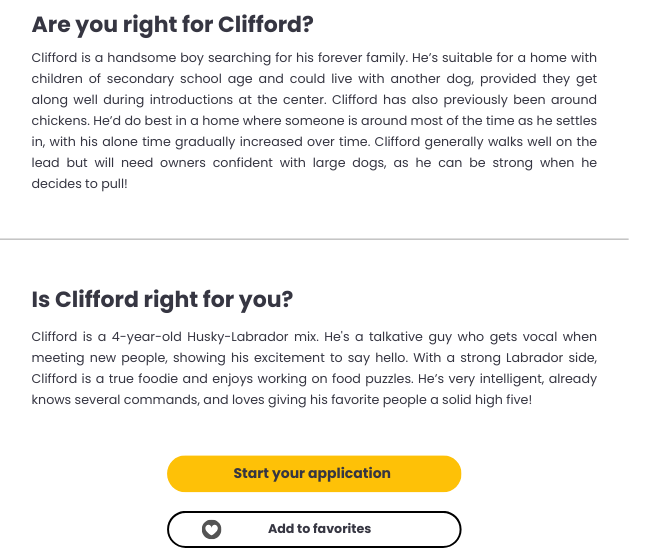 Are you right for Clifford?
Clifford is a handsome boy searching for his forever family. He's suitable for a home with
children of secondary school age and could live with another dog, provided they get
along well during introductions at the center. Clifford has also previously been around
chickens. He'd do best in a home where someone is around most of the time as he settles
in, with his alone time gradually increased over time. Clifford generally walks well on the
lead but will need owners confident with large dogs, as he can be strong when he
decides to pull!
Is Clifford right for you?
Clifford is a 4-year-old Husky-Labrador mix. He's a talkative guy who gets vocal when
meeting new people, showing his excitement to say hello. With a strong Labrador side,
Clifford is a true foodie and enjoys working on food puzzles. He's very intelligent, already
knows several commands, and loves giving his favorite people a solid high five!
Start your application
Add to favorites